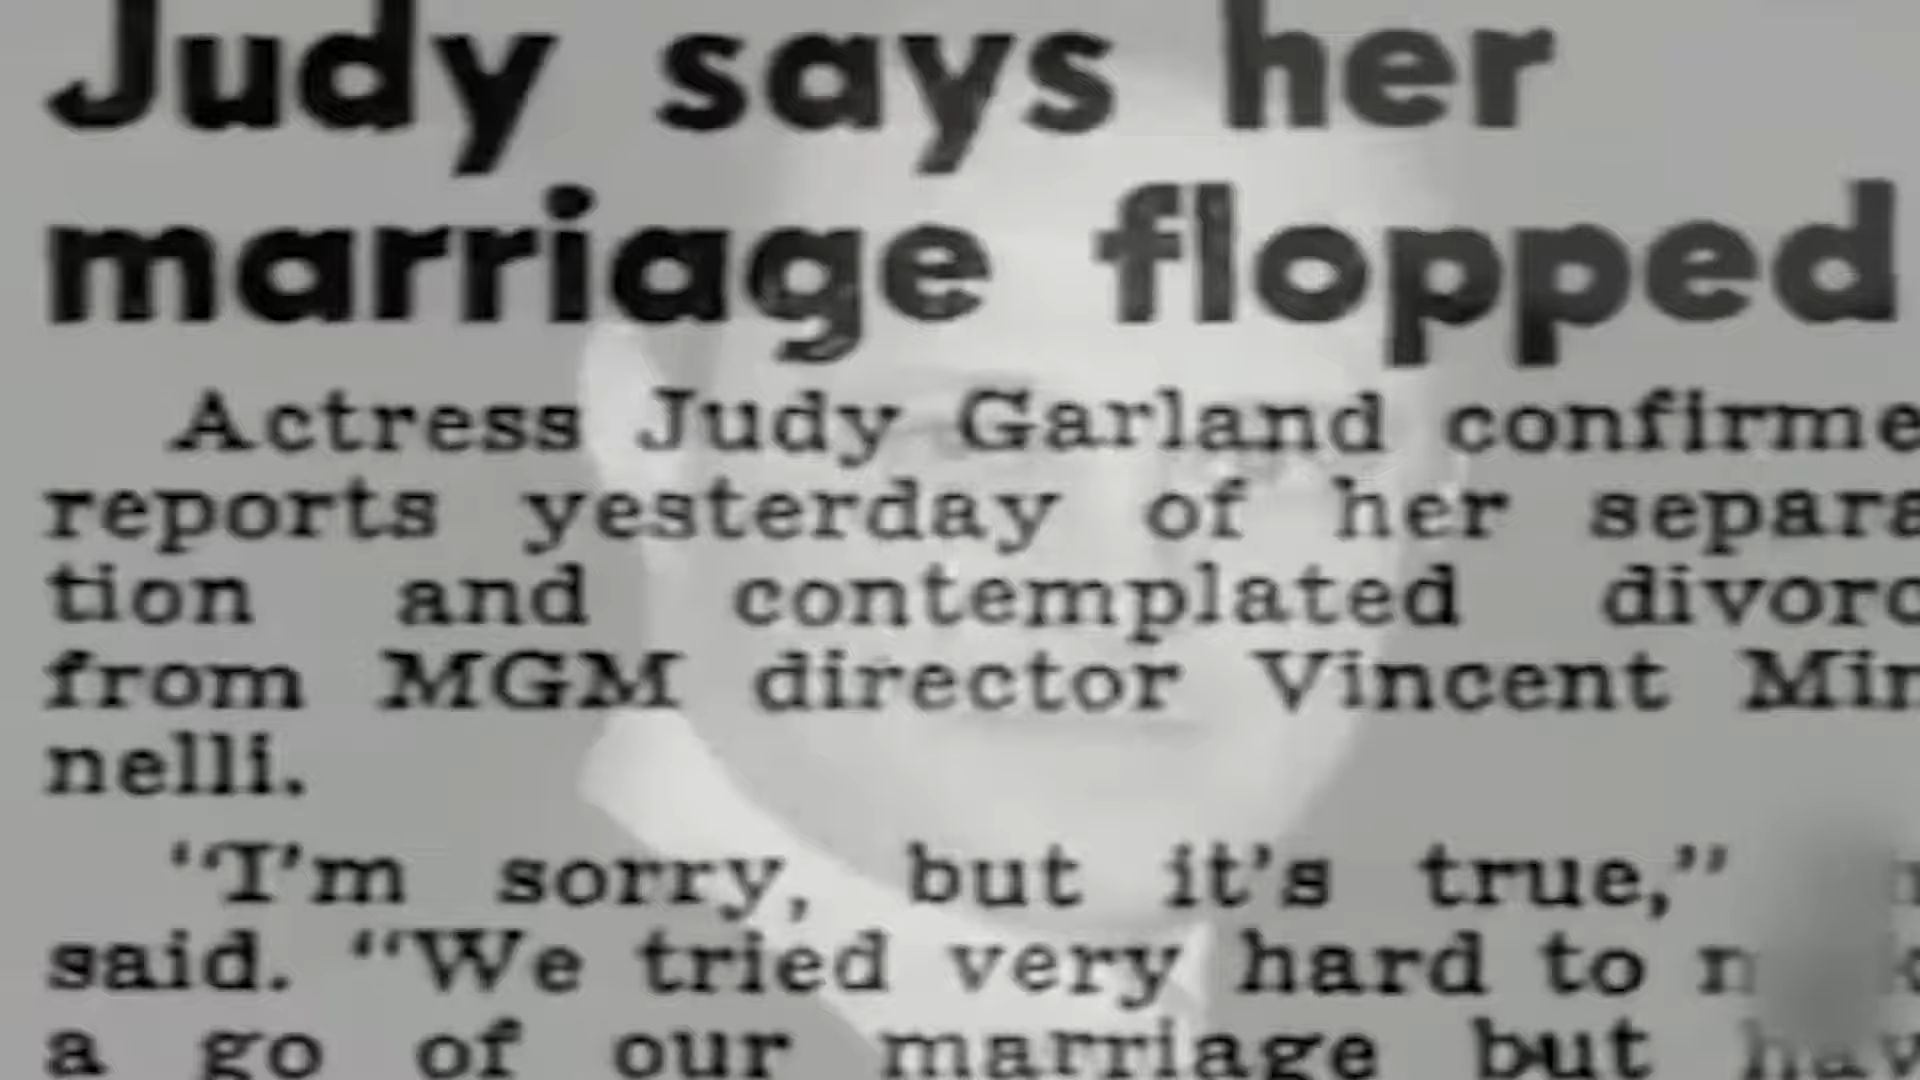 Judy says her
marriage flopped
Actress Judy Garland confirme
reports yesterday of her separa
tion and contemplated divorc
from MGM director Vincent Min
nelli.
“I’m sorry, but it’s true,”
said. “We tried very hard to
a go of our marriage but hav